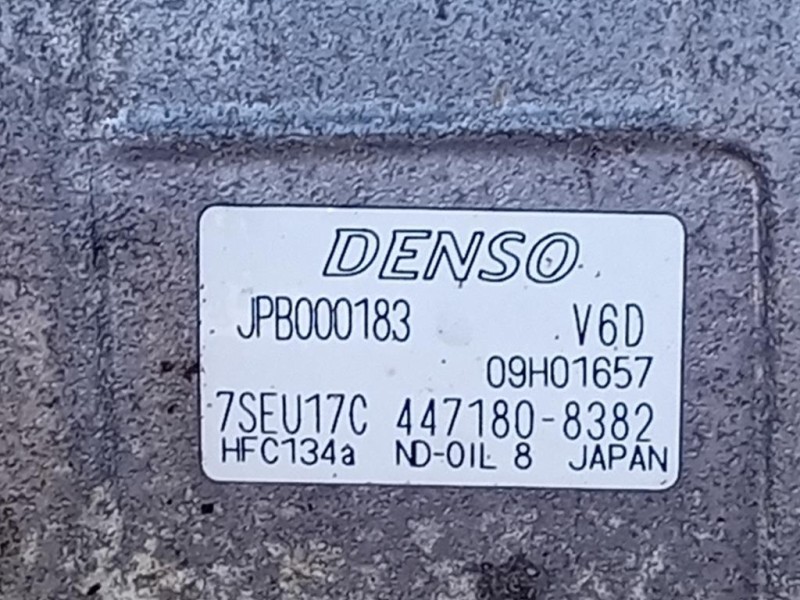 DENSO
JPB000183 V6D
09H01657
7SEU17C 447180-8382
HFC134a ND-OIL 8 JAPAN